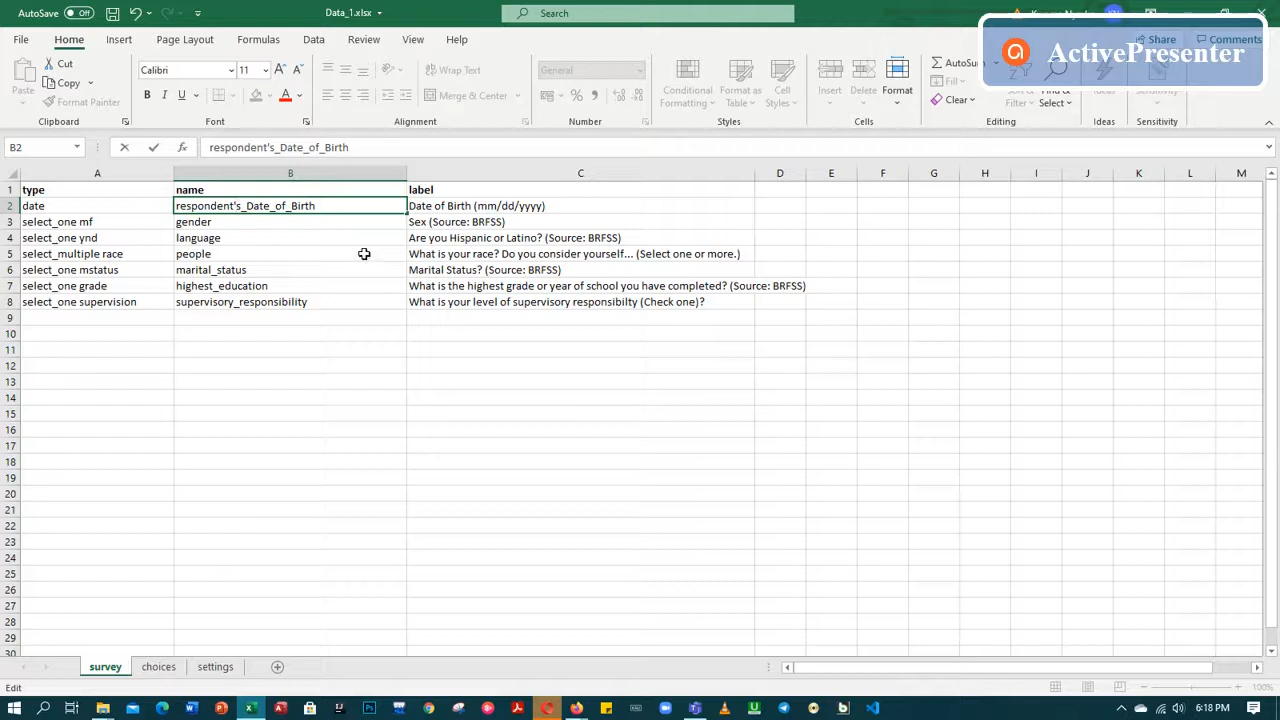 AutoSave Off Data_1.xlsx Search
File Home Insert Page Layout Formulas Data Review View Help Share Comments
ActivePresenter
Paste Cut Copy Format Painter
Calibri 11 B I U A
Wrap Text Merge & Center
General $ % 9
Conditional Formatting Format as Table Cell Styles
Insert Delete Format
AutoSum Fill Clear Filter Select Ideas Sensitivity
Clipboard Font Alignment Number Styles Cells Editing Ideas Sensitivity
B2 fx respondent's_Date_of_Birth
A B C D E F G H I J K L M
1 type name label
2 date respondent's_Date_of_Birth Date of Birth (mm/dd/yyyy)
3 select_one mf gender Sex (Source: BRFSS)
4 select_one ynd language Are you Hispanic or Latino? (Source: BRFSS)
5 select_multiple race people What is your race? Do you consider yourself... (Select one or more.)
6 select_one mstatus marital_status Marital Status? (Source: BRFSS)
7 select_one grade highest_education What is the highest grade or year of school you have completed? (Source: BRFSS)
8 select_one supervision supervisory_responsibility What is your level of supervisory responsibilty (Check one)?
9
10
11
12
13
14
15
16
17
18
19
20
21
22
23
24
25
26
27
28
29
30
survey choices settings
Edit 100%
6:18 PM